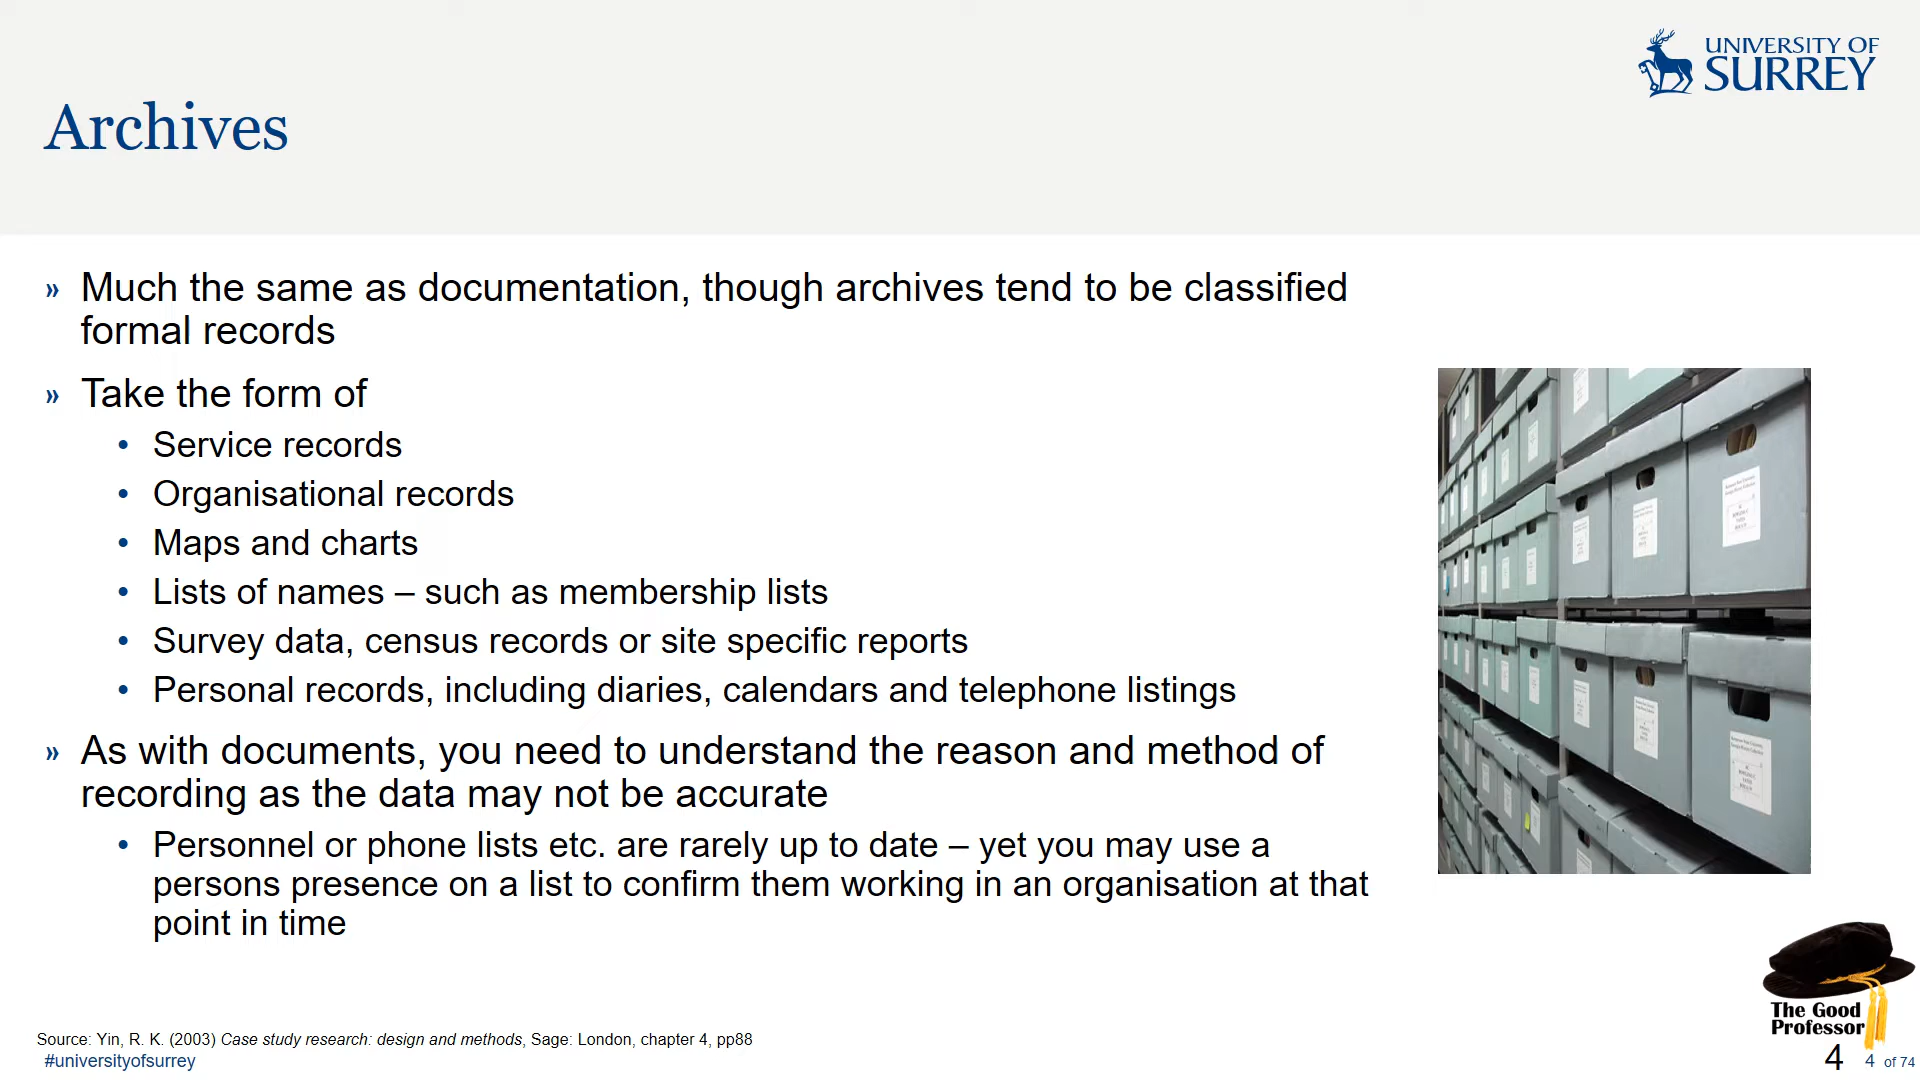 UNIVERSITY OF
SURREY
Archives
» Much the same as documentation, though archives tend to be classified
formal records
» Take the form of
• Service records
• Organisational records
• Maps and charts
• Lists of names – such as membership lists
• Survey data, census records or site specific reports
• Personal records, including diaries, calendars and telephone listings
» As with documents, you need to understand the reason and method of
recording as the data may not be accurate
• Personnel or phone lists etc. are rarely up to date – yet you may use a
persons presence on a list to confirm them working in an organisation at that
point in time
The Good
Professor
Source: Yin, R. K. (2003) Case study research: design and methods, Sage: London, chapter 4, pp88
#universityofsurrey
4 4 of 74